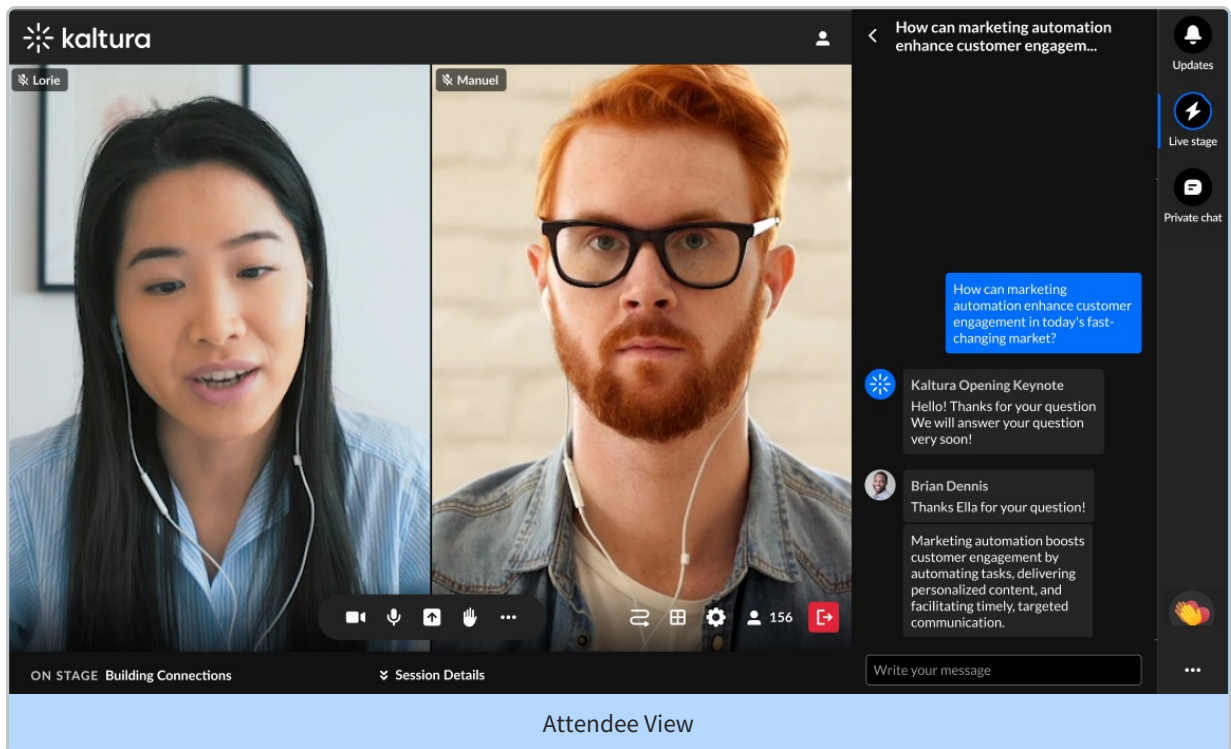 kaltura
Lorie
Manuel
How can marketing automation
enhance customer engagem...
Updates
Live stage
Private chat
How can marketing
automation enhance customer
engagement in today's fast-
changing market?
Kaltura Opening Keynote
Hello! Thanks for your question
We will answer your question
very soon!
Brian Dennis
Thanks Ella for your question!
Marketing automation boosts
customer engagement by
automating tasks, delivering
personalized content, and
facilitating timely, targeted
communication.
156
ON STAGE Building Connections
Session Details
Write your message
Attendee View